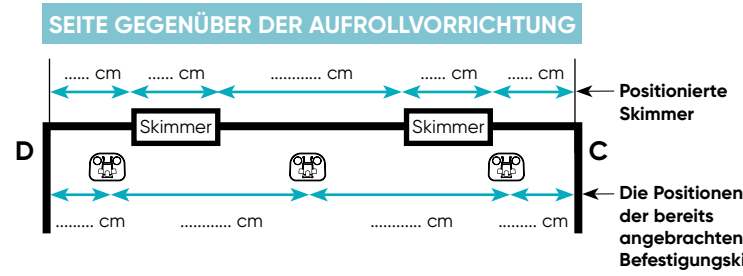 SEITE GEGENÜBER DER AUFROLLVORRICHTUNG
...... cm ...... cm ............ cm ...... cm ...... cm
Positionierte
Skimmer
Skimmer Skimmer
D C
Die Positionen
der bereits
angebrachten
......... cm ............ cm ............ cm ......... cm